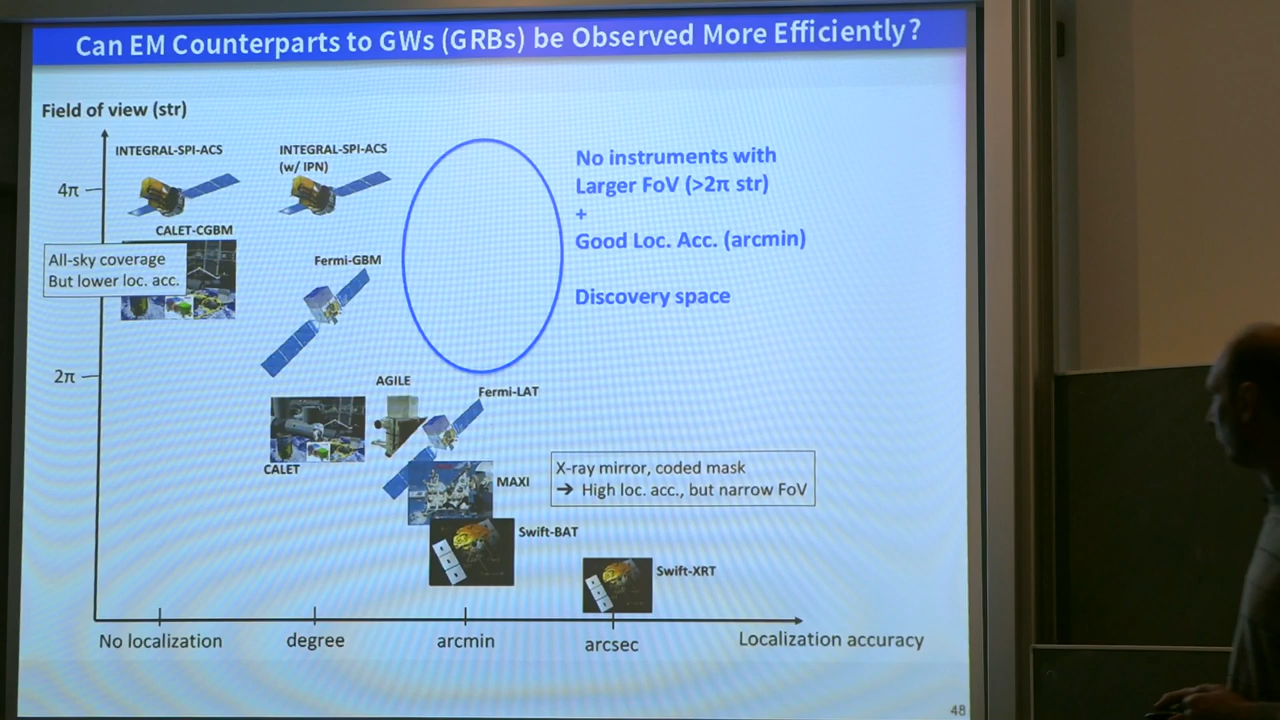 Can EM Counterparts to GWs (GRBs) be Observed More Efficiently?
Field of view (str)
INTEGRAL-SPI-ACS
INTEGRAL-SPI-ACS
(w/ IPN)
4π
CALET-CGBM
All-sky coverage
But lower loc. acc.
Fermi-GBM
No instruments with
Larger FoV (>2π str)
+
Good Loc. Acc. (arcmin)
Discovery space
2π
AGILE
Fermi-LAT
CALET
MAXI
X-ray mirror, coded mask
→ High loc. acc., but narrow FoV
Swift-BAT
Swift-XRT
No localization
degree
arcmin
arcsec
Localization accuracy
48